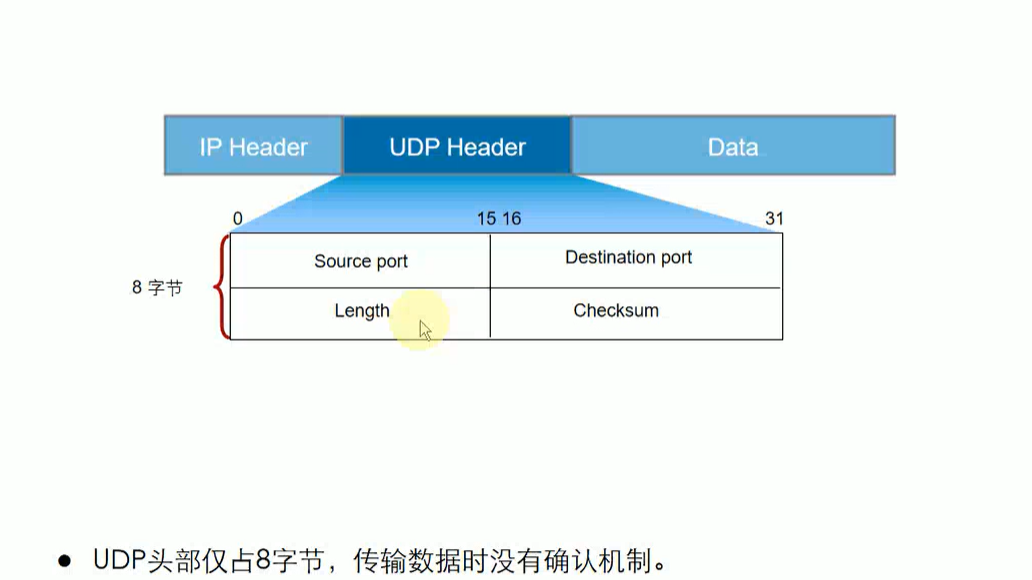 IP Header UDP Header Data
0 15 16 31
Source port Destination port
8 字节
Length Checksum
● UDP头部仅占8字节，传输数据时没有确认机制。